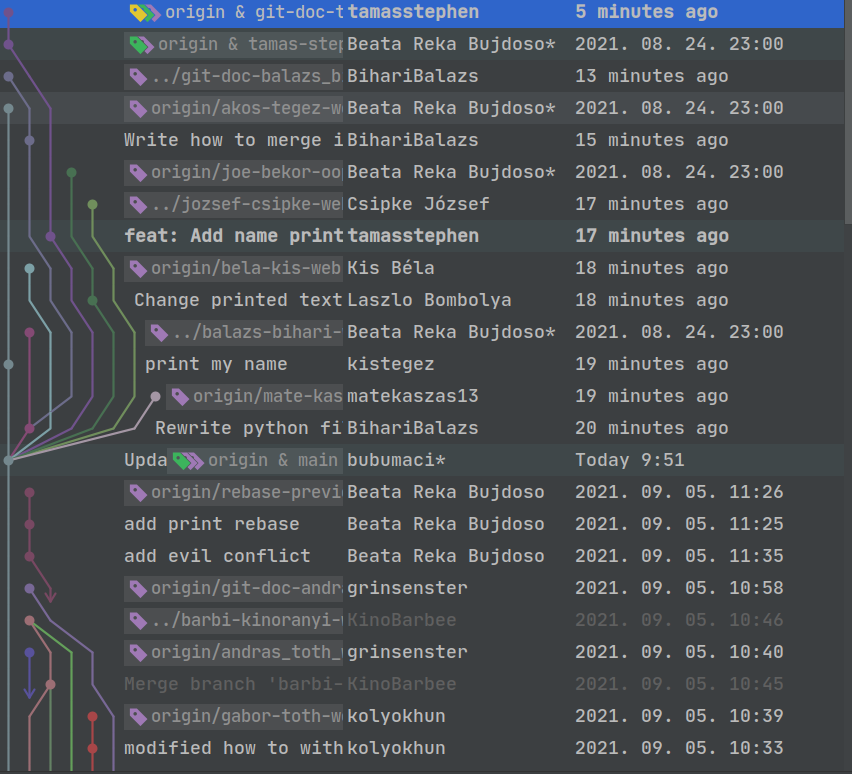 origin & git-doc-t tamasstephen 5 minutes ago
origin & tamas-step Beata Reka Bujdoso* 2021. 08. 24. 23:00
../git-doc-balazs_b BihariBalazs 13 minutes ago
origin/akos-tegez-w Beata Reka Bujdoso* 2021. 08. 24. 23:00
Write how to merge i BihariBalazs 15 minutes ago
origin/joe-bekor-oo Beata Reka Bujdoso* 2021. 08. 24. 23:00
../jozsef-csipke-we Csipke József 17 minutes ago
feat: Add name print tamasstephen 17 minutes ago
origin/bela-kis-web Kis Béla 18 minutes ago
Change printed text Laszlo Bombolya 18 minutes ago
../balazs-bihari- Beata Reka Bujdoso* 2021. 08. 24. 23:00
print my name kistegez 19 minutes ago
origin/mate-kas matekaszas13 19 minutes ago
Rewrite python fi BihariBalazs 20 minutes ago
Upda origin & main bubumaci* Today 9:51
origin/rebase-previ Beata Reka Bujdoso 2021. 09. 05. 11:26
add print rebase Beata Reka Bujdoso 2021. 09. 05. 11:25
add evil conflict Beata Reka Bujdoso 2021. 09. 05. 11:35
origin/git-doc-andr grinsenster 2021. 09. 05. 10:58
../barbi-kinoranyi-w KinoBarbee 2021. 09. 05. 10:46
origin/andras_toth_ grinsenster 2021. 09. 05. 10:40
Merge branch 'barbi- KinoBarbee 2021. 09. 05. 10:45
origin/gabor-toth-w kolyokhun 2021. 09. 05. 10:39
modified how to with kolyokhun 2021. 09. 05. 10:33